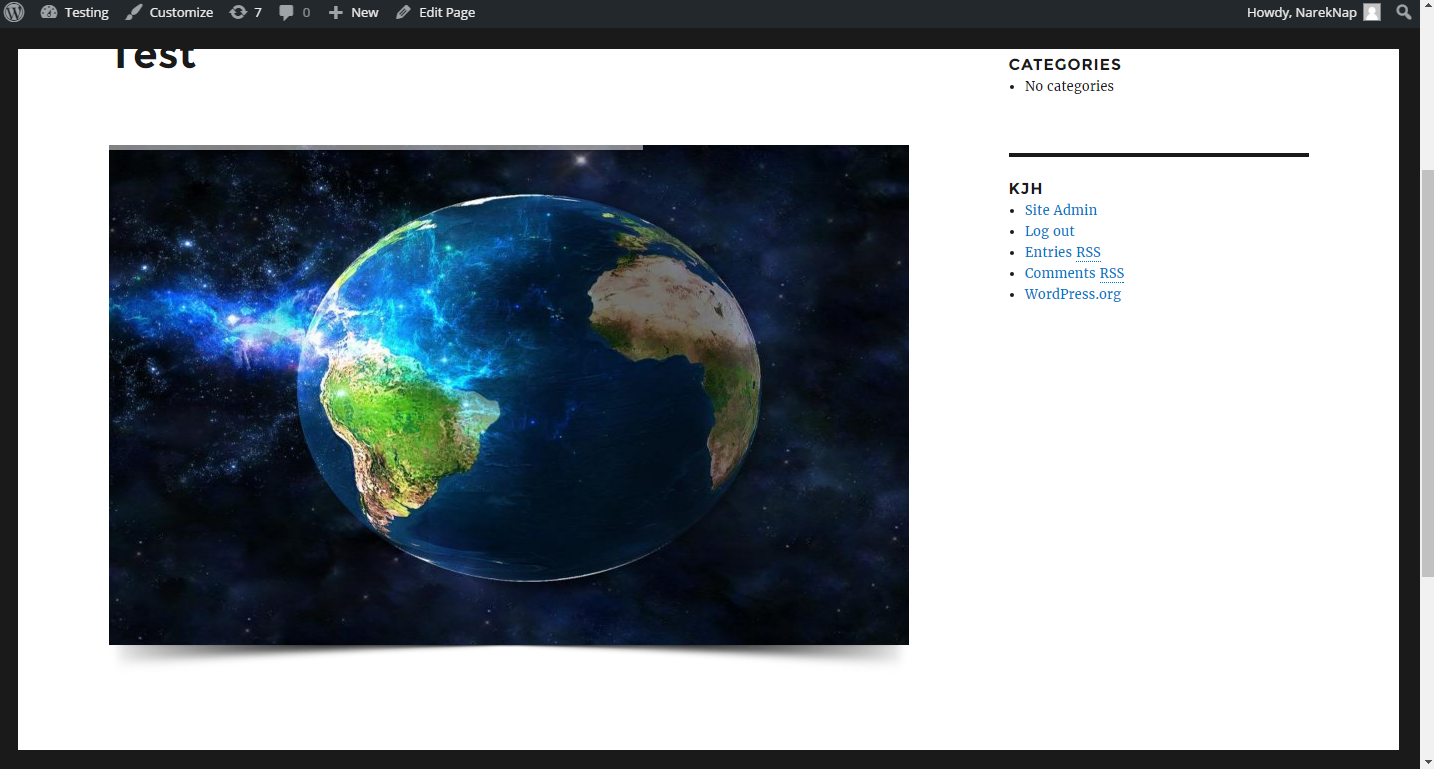 Testing Customize 7 0 New Edit Page Howdy, NarekNap
Test
CATEGORIES
No categories
KJH
Site Admin
Log out
Entries RSS
Comments RSS
WordPress.org